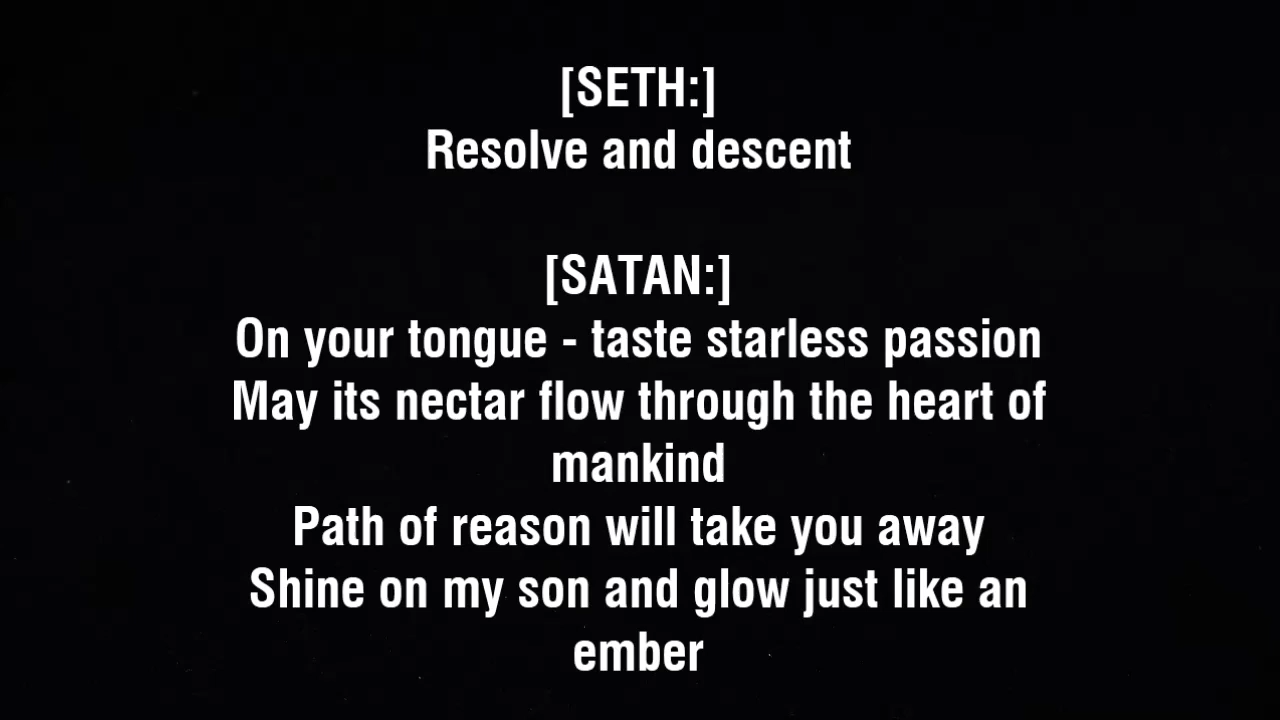 [SETH:]
Resolve and descent
[SATAN:]
On your tongue - taste starless passion
May its nectar flow through the heart of
mankind
Path of reason will take you away
Shine on my son and glow just like an
ember